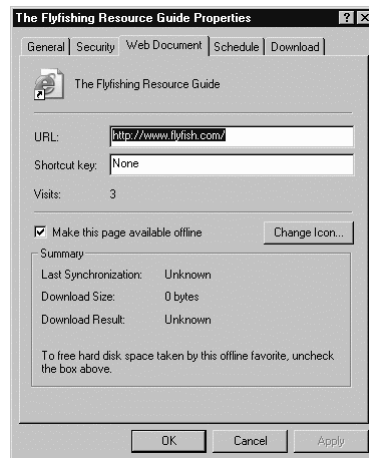 The Flyfishing Resource Guide Properties
General Security Web Document Schedule Download
The Flyfishing Resource Guide
URL: http://www.flyfish.com/
Shortcut key: None
Visits: 3
Make this page available offline Change Icon...
Summary
Last Synchronization: Unknown
Download Size: 0 bytes
Download Result: Unknown
To free hard disk space taken by this offline favorite, uncheck
the box above.
OK Cancel Apply